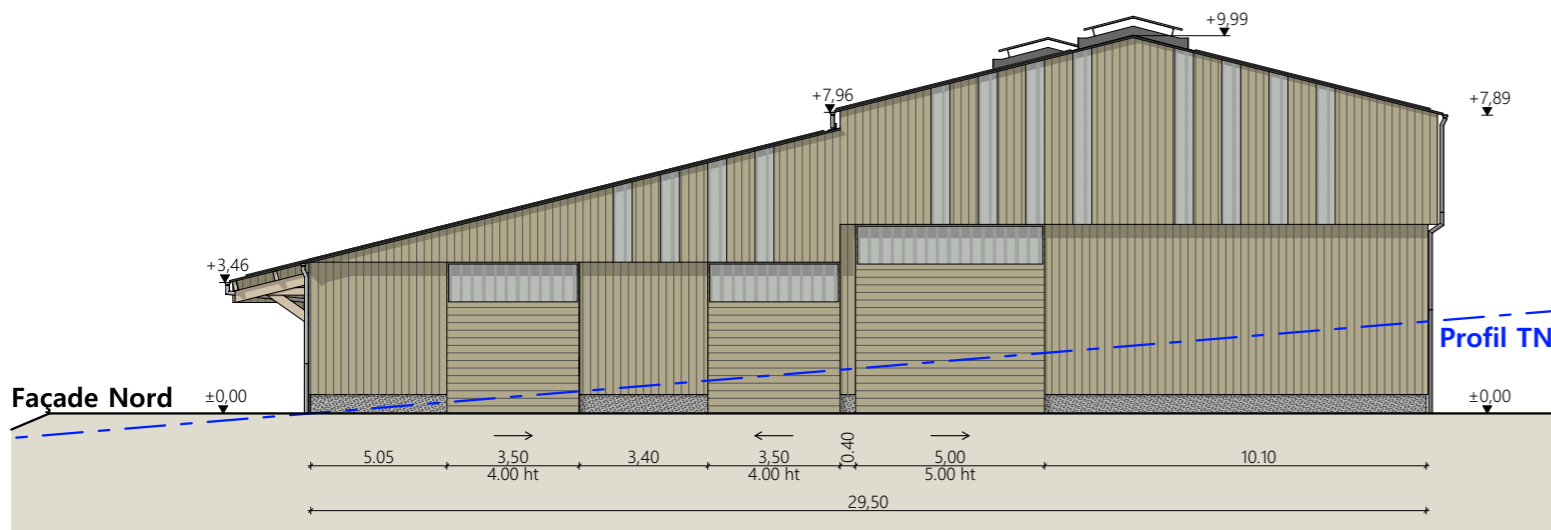 +9,99
+7,96
+7,89
+3,46
Profil TN
Façade Nord
±0,00
±0,00
5.05
3,50
3,40
3,50
0.40
5,00
10.10
4.00 ht
4.00 ht
5.00 ht
29,50